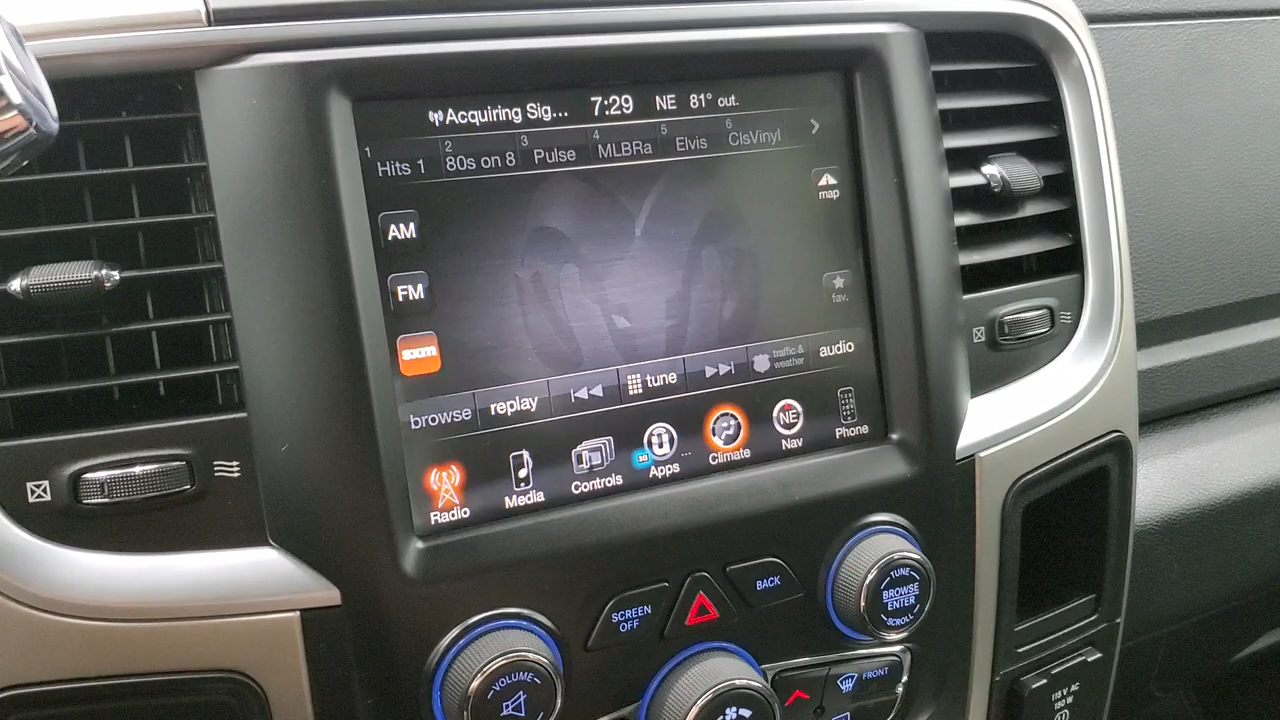 Acquiring Sig... 7:29 NE 81° out.
1 Hits 1 2 80s on 8 3 Pulse 4 MLBRa 5 Elvis 6 ClsVinyl
map
AM
FM
fav.
sxm
browse replay tune traffic & weather audio
Radio Media Controls 3G Apps ... Climate NE Nav Phone
SCREEN OFF
BACK
TUNE
BROWSE
ENTER
SCROLL
VOLUME
FRONT
115 V AC
150 W